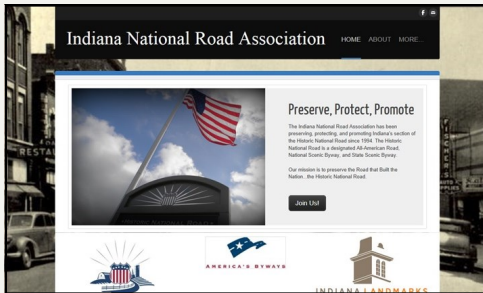 Indiana National Road Association
HOME ABOUT MORE...
Preserve, Protect, Promote
The Indiana National Road Association has been
preserving, protecting, and promoting Indiana's section of
the Historic National Road since 1994. The Historic
National Road is a designated All-American Road,
National Scenic Byway, and State Scenic Byway.
Our mission is to preserve the Road that Built the
Nation , the Historic National Road.
Join Us!
RESTAU
AMERICA'S BYWAYS
INDIANA LANDMARKS